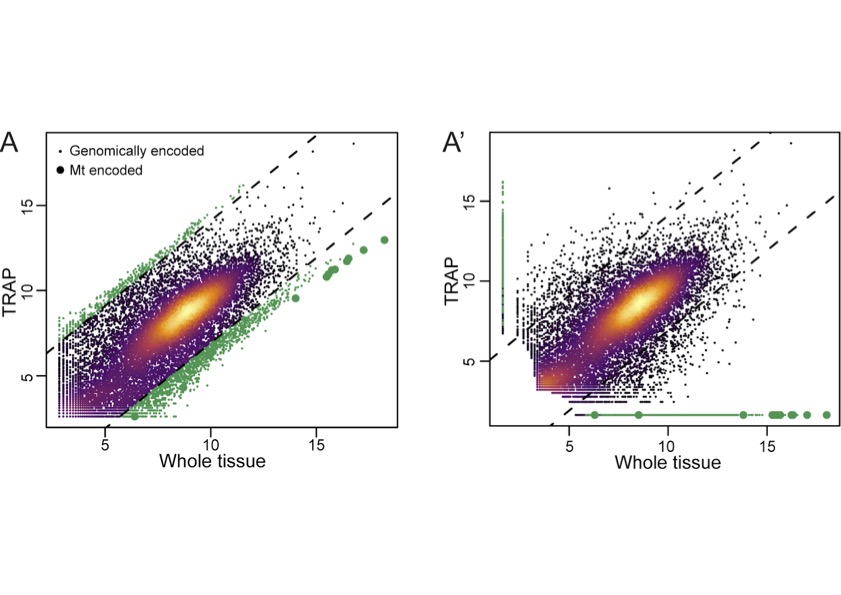 A
Genomically encoded
Mt encoded
TRAP
15
10
5
5 10 15
Whole tissue
A'
TRAP
15
10
5
5 10 15
Whole tissue